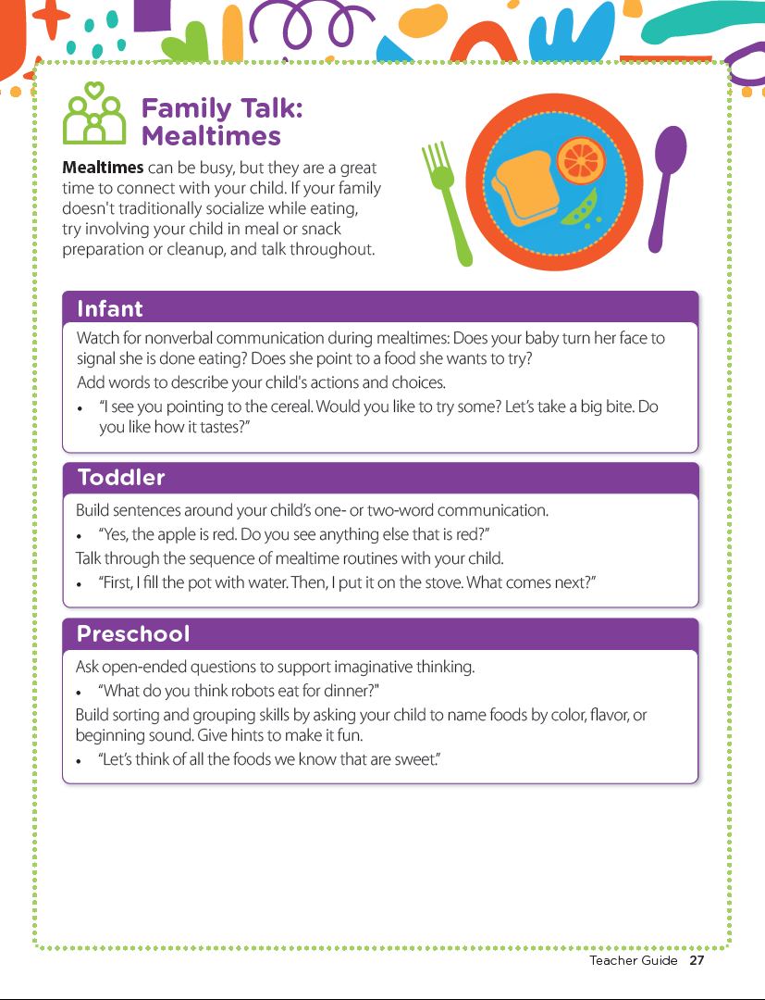 Family Talk:
Mealtimes
Mealtimes can be busy, but they are a great
time to connect with your child. If your family
doesn't traditionally socialize while eating,
try involving your child in meal or snack
preparation or cleanup, and talk throughout.
Infant
Watch for nonverbal communication during mealtimes: Does your baby turn her face to
signal she is done eating? Does she point to a food she wants to try?
Add words to describe your child's actions and choices.
• “I see you pointing to the cereal. Would you like to try some? Let’s take a big bite. Do
you like how it tastes?”
Toddler
Build sentences around your child’s one- or two-word communication.
• “Yes, the apple is red. Do you see anything else that is red?”
Talk through the sequence of mealtime routines with your child.
• “First, I fill the pot with water. Then, I put it on the stove. What comes next?”
Preschool
Ask open-ended questions to support imaginative thinking.
• “What do you think robots eat for dinner?"
Build sorting and grouping skills by asking your child to name foods by color, flavor, or
beginning sound. Give hints to make it fun.
• “Let’s think of all the foods we know that are sweet.”
Teacher Guide 27